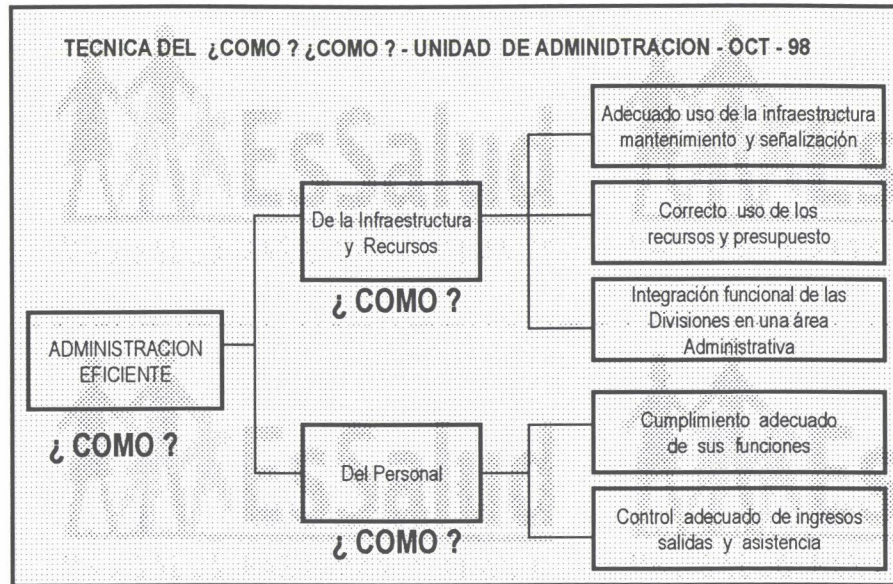 TECNICA DEL ¿COMO ? ¿COMO ? - UNIDAD DE ADMINIDTRACION - OCT - 98
Adecuado uso de la infraestructura
mantenimiento y señalización
De la Infraestructura
y Recursos
¿ COMO ?
Correcto uso de los
recursos y presupuesto
Integración funcional de las
Divisiones en una área
Administrativa
ADMINISTRACION
EFICIENTE
¿ COMO ?
Cumplimiento adecuado
de sus funciones
Del Personal
¿ COMO ?
Control adecuado de ingresos
salidas y asistencia
EsSalud
EsSalud